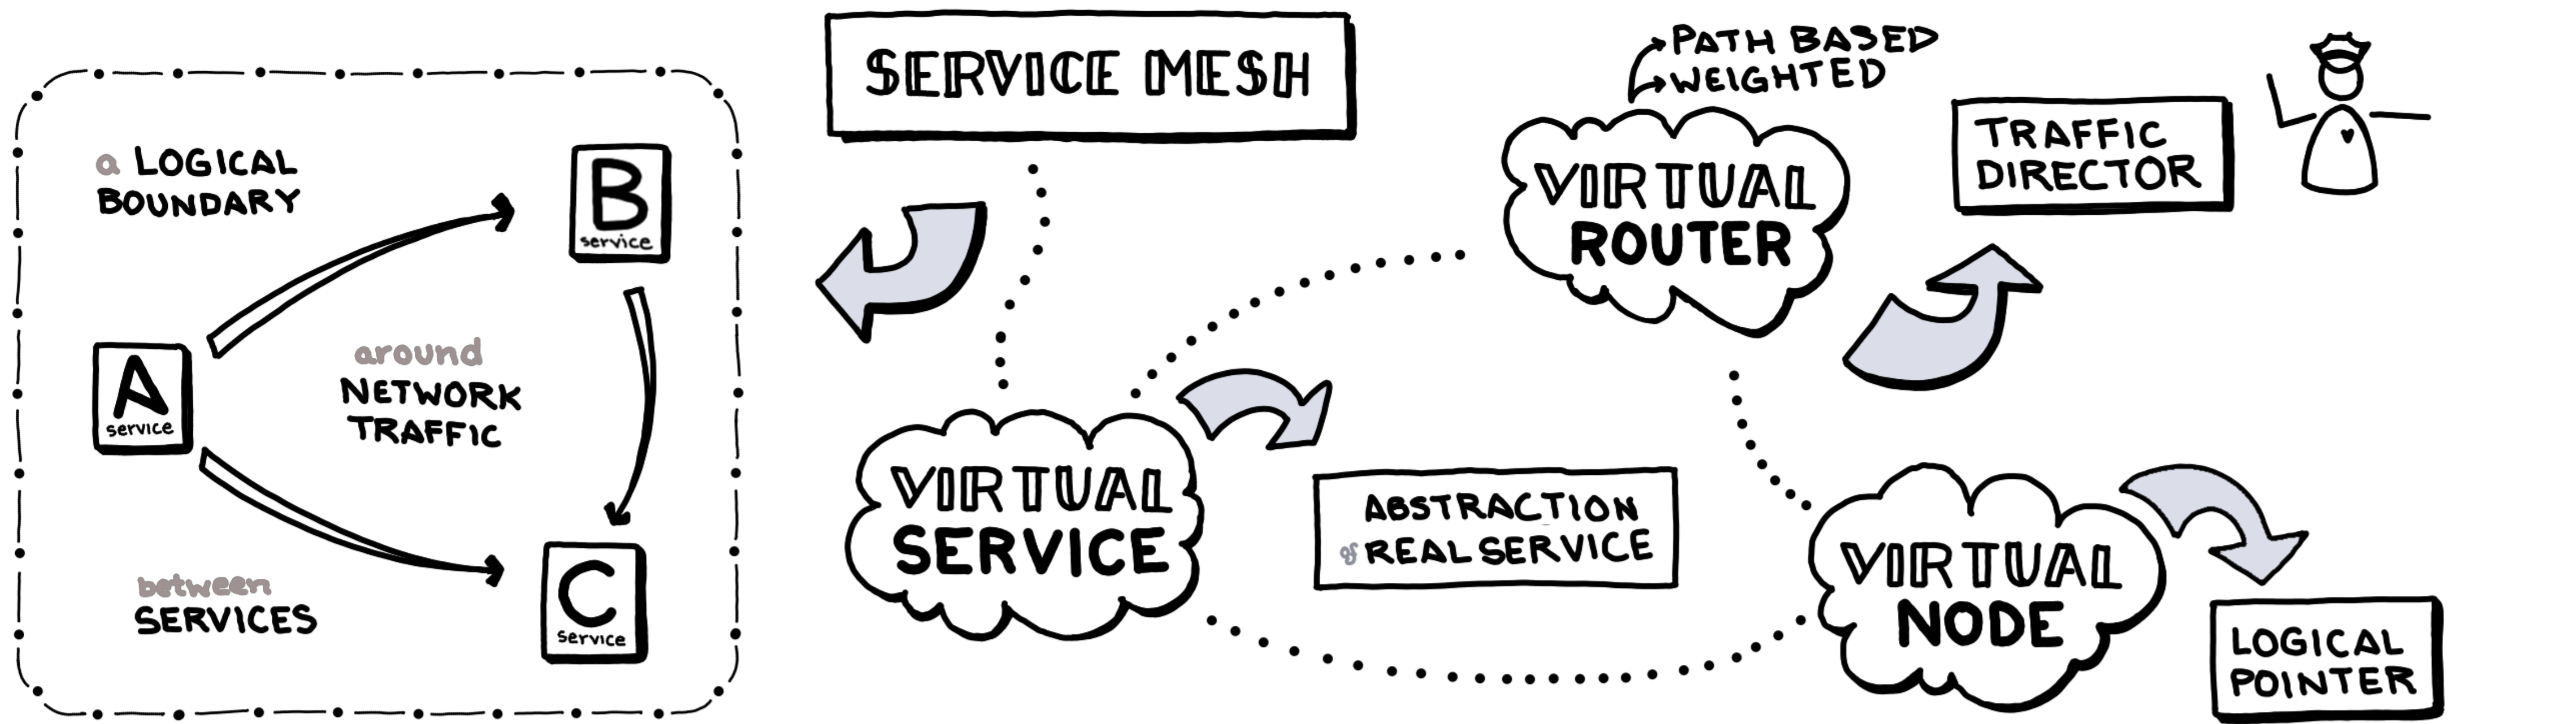 a LOGICAL
BOUNDARY
B
service
A
service
around
NETWORK
TRAFFIC
between
SERVICES
C
service
SERVICE MESH
PATH BASED
WEIGHTED
VIRTUAL
ROUTER
TRAFFIC
DIRECTOR
VIRTUAL
SERVICE
ABSTRACTION
of REAL SERVICE
VIRTUAL
NODE
LOGICAL
POINTER